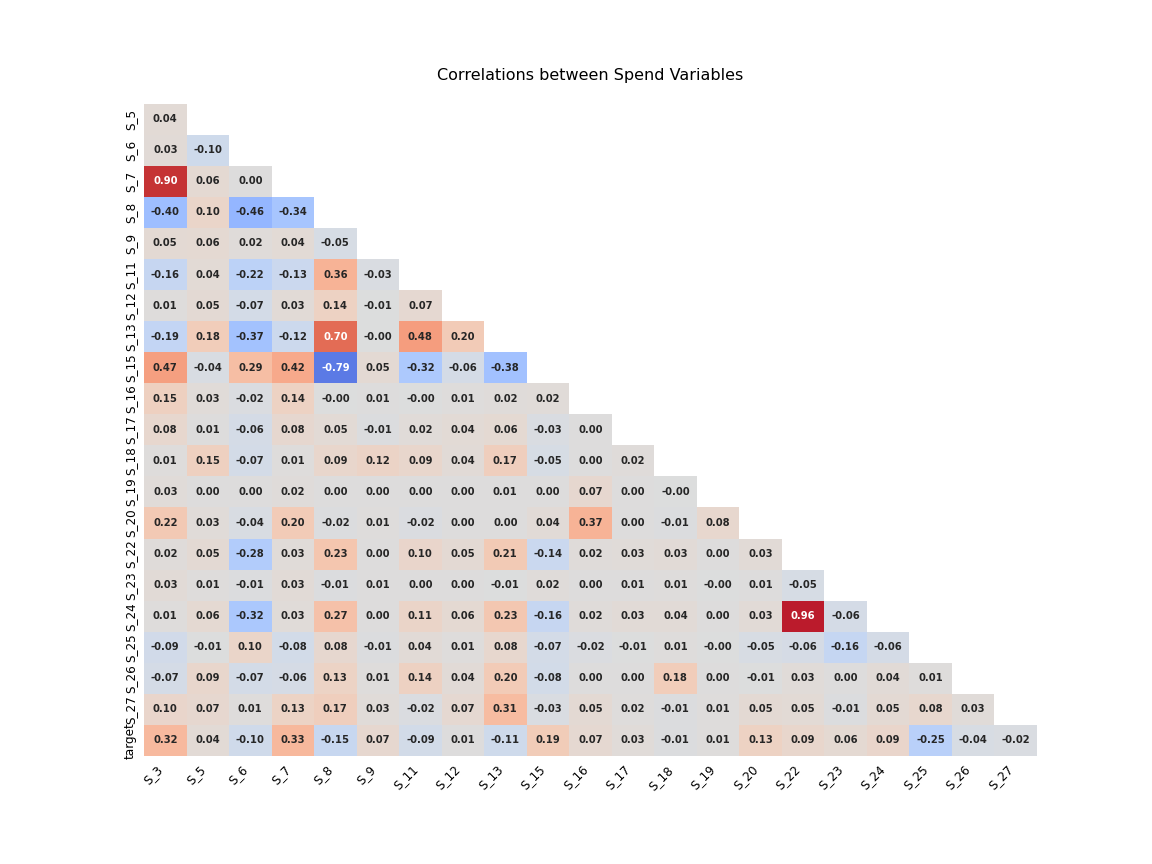 Correlations between Spend Variables
S_5 0.04
S_6 0.03 -0.10
S_7 0.90 0.06 0.00
S_8 -0.40 0.10 -0.46 -0.34
S_9 0.05 0.06 0.02 0.04 -0.05
S_11 -0.16 0.04 -0.22 -0.13 0.36 -0.03
S_12 0.01 0.05 -0.07 0.03 0.14 -0.01 0.07
S_13 -0.19 0.18 -0.37 -0.12 0.70 -0.00 0.48 0.20
S_15 0.47 -0.04 0.29 0.42 -0.79 0.05 -0.32 -0.06 -0.38
S_16 0.15 0.03 -0.02 0.14 -0.00 0.01 -0.00 0.01 0.02 0.02
S_17 0.08 0.01 -0.06 0.08 0.05 -0.01 0.02 0.04 0.06 -0.03 0.00
S_18 0.01 0.15 -0.07 0.01 0.09 0.12 0.09 0.04 0.17 -0.05 0.00 0.02
S_19 0.03 0.00 0.00 0.02 0.00 0.00 0.00 0.00 0.01 0.00 0.07 0.00 -0.00
S_20 0.22 0.03 -0.04 0.20 -0.02 0.01 -0.02 0.00 0.00 0.04 0.37 0.00 -0.01 0.08
S_22 0.02 0.05 -0.28 0.03 0.23 0.00 0.10 0.05 0.21 -0.14 0.02 0.03 0.03 0.00 0.03
S_23 0.03 0.01 -0.01 0.03 -0.01 0.01 0.00 0.00 -0.01 0.02 0.00 0.01 0.01 -0.00 0.01 -0.05
S_24 0.01 0.06 -0.32 0.03 0.27 0.00 0.11 0.06 0.23 -0.16 0.02 0.03 0.04 0.00 0.03 0.96 -0.06
S_25 -0.09 -0.01 0.10 -0.08 0.08 -0.01 0.04 0.01 0.08 -0.07 -0.02 -0.01 0.01 -0.00 -0.05 -0.06 -0.16 -0.06
S_26 -0.07 0.09 -0.07 -0.06 0.13 0.01 0.14 0.04 0.20 -0.08 0.00 0.00 0.18 0.00 -0.01 0.03 0.00 0.04 0.01
S_27 0.10 0.07 0.01 0.13 0.17 0.03 -0.02 0.07 0.31 -0.03 0.05 0.02 -0.01 0.01 0.05 0.05 -0.01 0.05 0.08 0.03
target 0.32 0.04 -0.10 0.33 -0.15 0.07 -0.09 0.01 -0.11 0.19 0.07 0.03 -0.01 0.01 0.13 0.09 0.06 0.09 -0.25 -0.04 -0.02
S_3 S_5 S_6 S_7 S_8 S_9 S_11 S_12 S_13 S_15 S_16 S_17 S_18 S_19 S_20 S_22 S_23 S_24 S_25 S_26 S_27